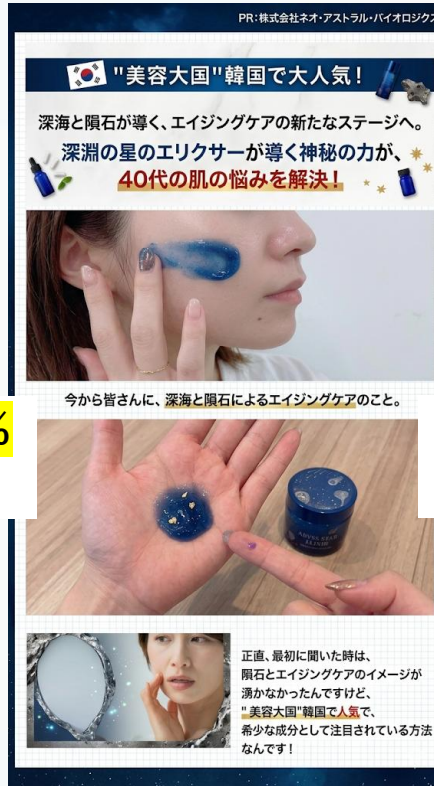 PR:株式会社ネオ・アストラル・バイオロジクス
"美容大国"韓国で大人気!
深海と隕石が導く、エイジングケアの新たなステージへ。
深淵の星のエリクサーが導く神秘の力が、
40代の肌の悩みを解決!
今から皆さんに、深海と隕石によるエイジングケアのこと。
%
ABYSS STAR
ELIXIR
正直、最初に聞いた時は、
隕石とエイジングケアのイメージが
湧かなかったんですけど、
"美容大国"韓国で人気で、
希少な成分として注目されている方法
なんです!